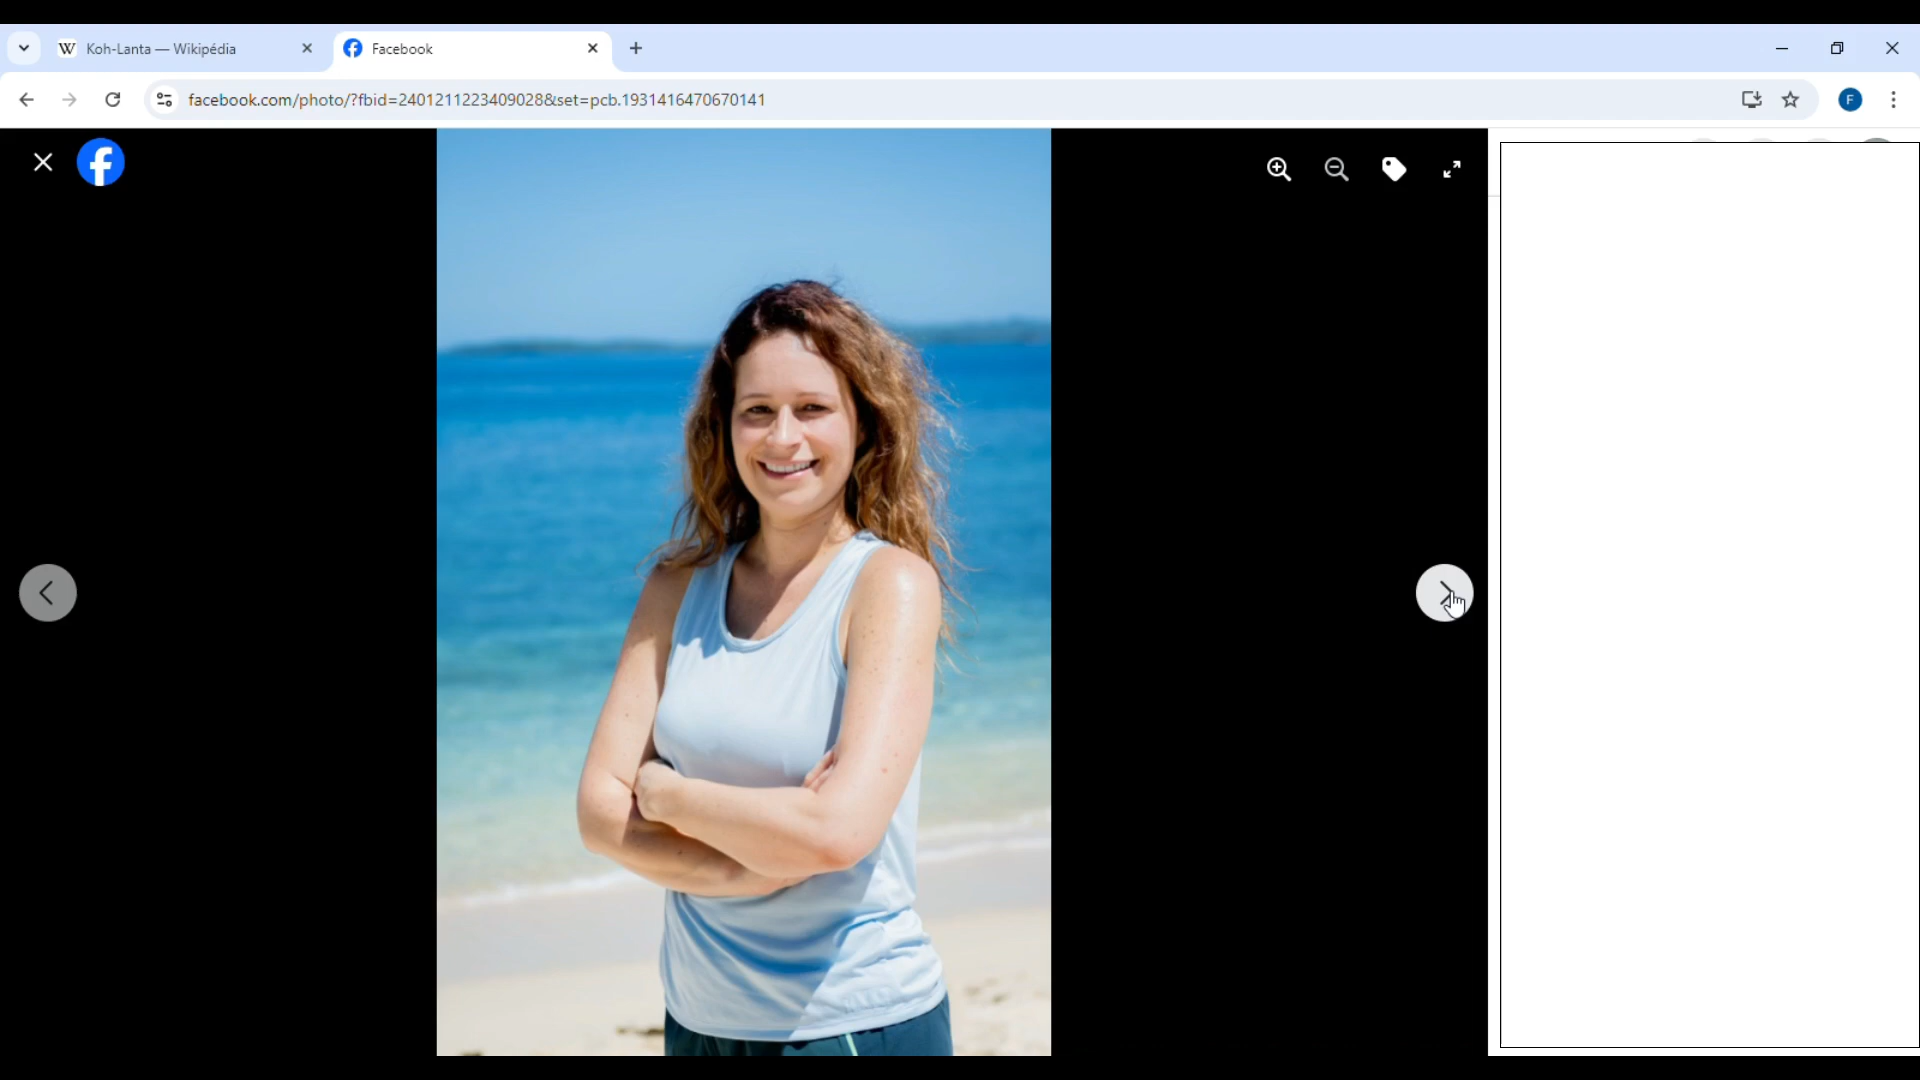 Koh-Lanta — Wikipédia
Facebook
facebook.com/photo/?fbid=2401211223409028&set=pcb.1931416470670141
F